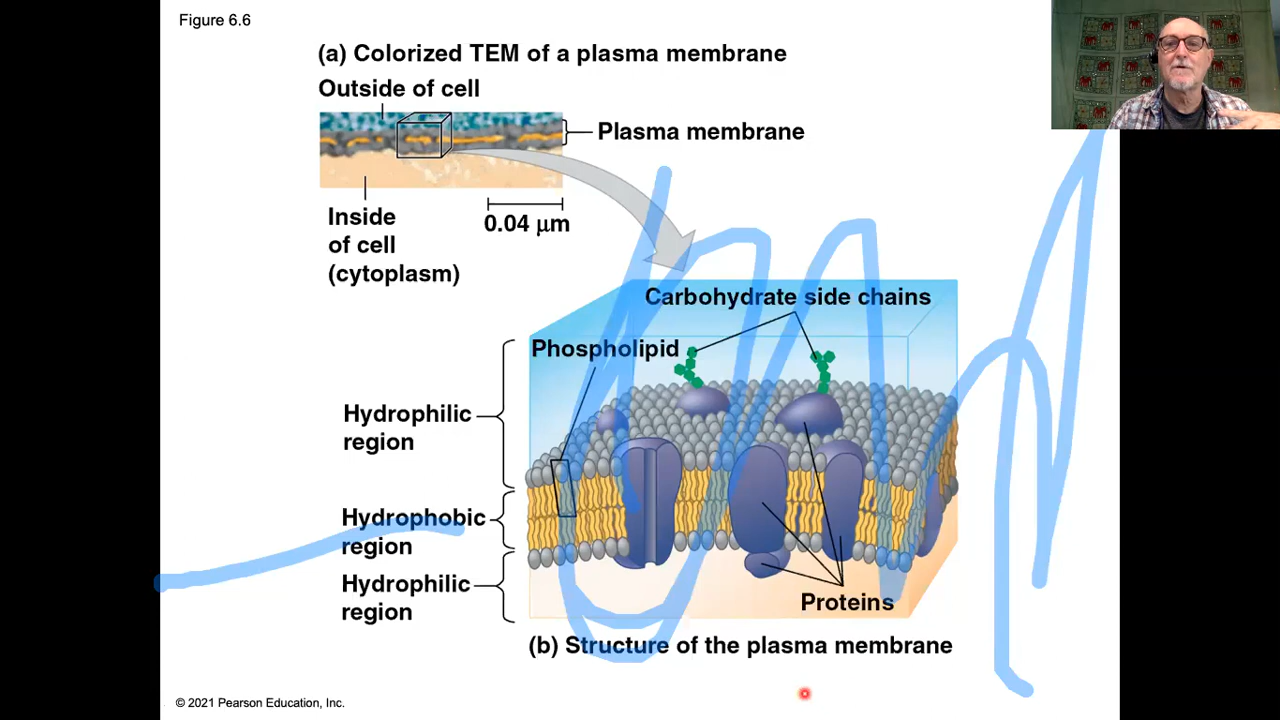 Figure 6.6
(a) Colorized TEM of a plasma membrane
Outside of cell
Plasma membrane
Inside
of cell
(cytoplasm)
0.04 μm
Carbohydrate side chains
Phospholipid
Hydrophilic
region
Hydrophobic
region
Hydrophilic
region
Proteins
(b) Structure of the plasma membrane
© 2021 Pearson Education, Inc.